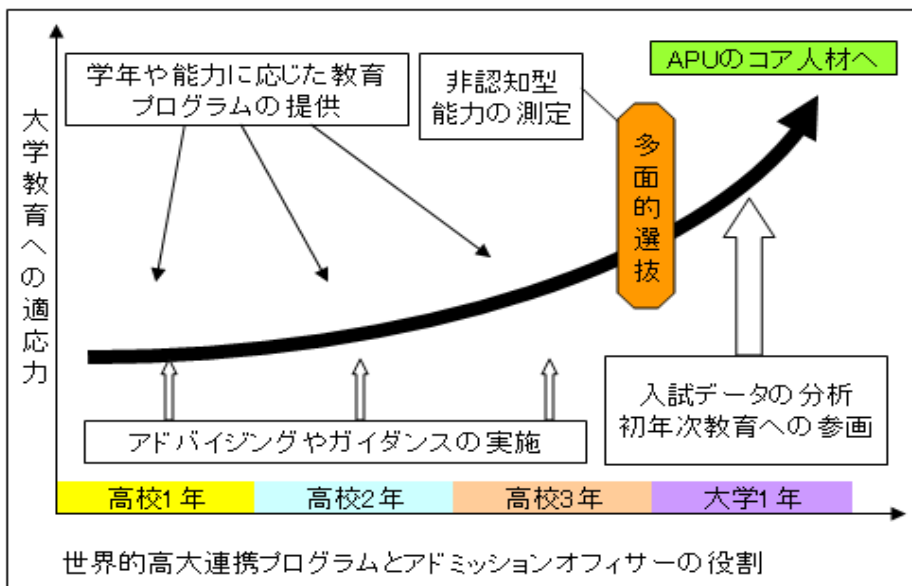 APUのコア人材へ
学年や能力に応じた教育
プログラムの提供
非認知型
能力の測定
多面的選抜
大学教育への適応力
入試データの分析
初年次教育への参画
アドバイジングやガイダンスの実施
高校1年
高校2年
高校3年
大学1年
世界的高大連携プログラムとアドミッションオフィサーの役割